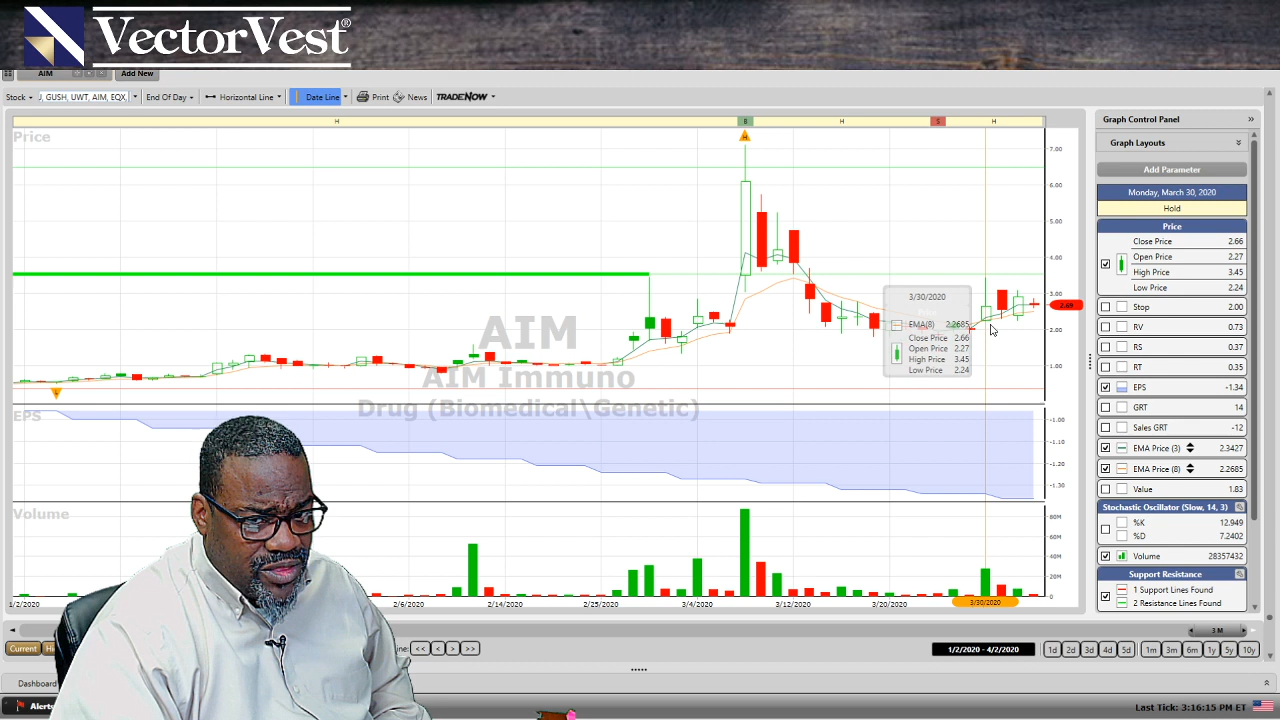 VectorVest®
AIM
Add New
Stock
J, GUSH, UWT, AIM, EQX,
End Of Day
Horizontal Line
Date Line
Print
News
TRADENOW
H
B
H
S
H
Price
H
7.00
6.00
5.00
4.00
3.00
2.69
2.00
1.00
3/30/2020
EMA(8) 2.2685
Close Price 2.66
Open Price 2.27
High Price 3.45
Low Price 2.24
AIM
AIM Immuno
Drug (Biomedical\Genetic)
EPS
-1.00
-1.10
-1.20
-1.30
Volume
80M
60M
40M
20M
0M
1/2/2020
2/6/2020
2/14/2020
2/25/2020
3/4/2020
3/12/2020
3/20/2020
3/30/2020
3 M
Current
<<
<
>
>>
1/2/2020 - 4/2/2020
1d 2d 3d 4d 5d 1m 3m 6m 1y 5y 10y
Dashboard
Alerts
Last Tick: 3:16:15 PM ET
Graph Control Panel
Graph Layouts
Add Parameter
Monday, March 30, 2020
Hold
Price
Close Price 2.66
Open Price 2.27
High Price 3.45
Low Price 2.24
Stop 2.00
RV 0.73
RS 0.37
RT 0.35
EPS -1.34
GRT 14
Sales GRT -12
EMA Price (3) 2.3427
EMA Price (8) 2.2685
Value 1.83
Stochastic Oscillator (Slow, 14, 3)
%K 12.949
%D 7.2402
Volume 28357432
Support Resistance
1 Support Lines Found
2 Resistance Lines Found